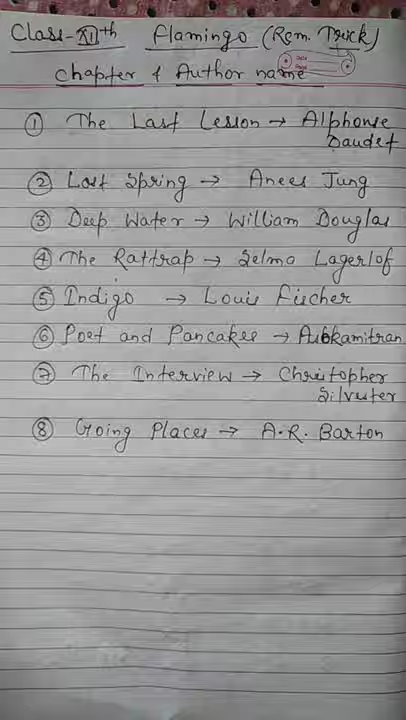 Class-XIIth Flamingo (Rem. Trick)
Chapter & Author name
① The Last Lesson → Alphonse
Daudet
② Lost Spring → Anees Jung
③ Deep Water → William Douglas
④ The Rattrap → Selma Lagerlof
⑤ Indigo → Louis Fischer
⑥ Poet and Pancakes → Asokamitran
⑦ The Interview → Christopher
Silvester
⑧ Going Places → A.R. Barton